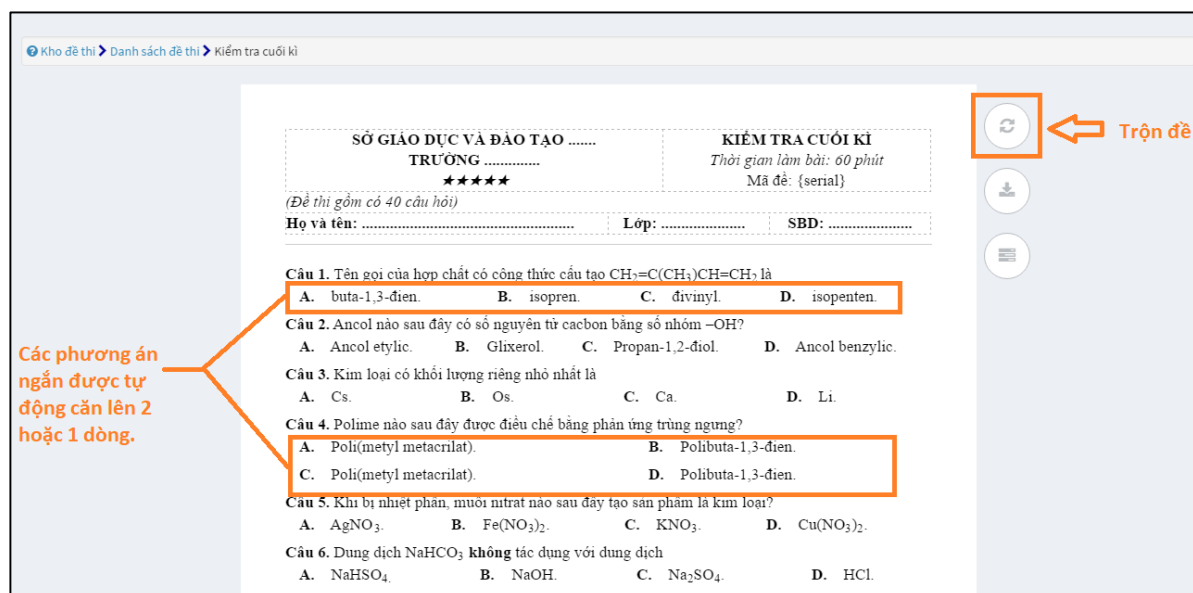 Kho đề thi ❯ Danh sách đề thi ❯ Kiểm tra cuối kì
SỞ GIÁO DỤC VÀ ĐÀO TẠO .......
TRƯỜNG ..............
★★★★★
KIỂM TRA CUỐI KÌ
Thời gian làm bài: 60 phút
Mã đề: {serial}
Trộn đề
(Đề thi gồm có 40 câu hỏi)
Họ và tên: ..................................................... Lớp: ..................... SBD: .....................
Câu 1. Tên gọi của hợp chất có công thức cấu tạo CH₂=C(CH₃)CH=CH₂ là
A. buta-1,3-đien. B. isopren. C. đivinyl. D. isopenten.
Câu 2. Ancol nào sau đây có số nguyên tử cacbon bằng số nhóm –OH?
A. Ancol etylic. B. Glixerol. C. Propan-1,2-điol. D. Ancol benzylic.
Câu 3. Kim loại có khối lượng riêng nhỏ nhất là
A. Cs. B. Os. C. Ca. D. Li.
Câu 4. Polime nào sau đây được điều chế bằng phản ứng trùng ngưng?
A. Poli(metyl metacrilat). B. Polibuta-1,3-đien.
C. Poli(metyl metacrilat). D. Polibuta-1,3-đien.
Câu 5. Khi bị nhiệt phân, muối nitrat nào sau đây tạo sản phẩm là kim loại?
A. AgNO₃. B. Fe(NO₃)₂. C. KNO₃. D. Cu(NO₃)₂.
Câu 6. Dung dịch NaHCO₃ không tác dụng với dung dịch
A. NaHSO₄. B. NaOH. C. Na₂SO₄. D. HCl.
Các phương án
ngắn được tự
động căn lên 2
hoặc 1 dòng.